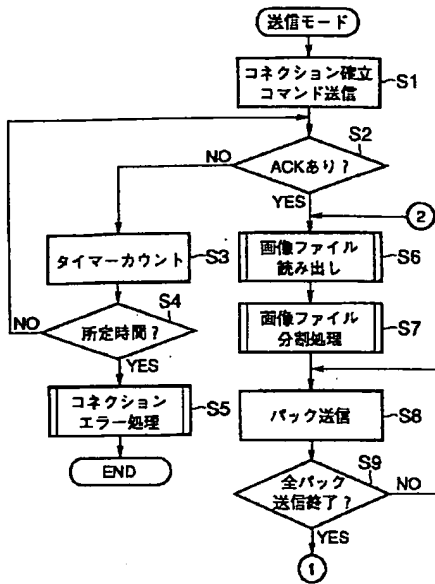 送信モード
コネクション確立
コマンド送信
S1
S2
ACKあり?
NO
YES
2
タイマーカウント
S3
画像ファイル
読み出し
S6
S4
所定時間?
NO
YES
画像ファイル
分割処理
S7
コネクション
エラー処理
S5
パック送信
S8
END
S9
全パック
送信終了?
NO
YES
1